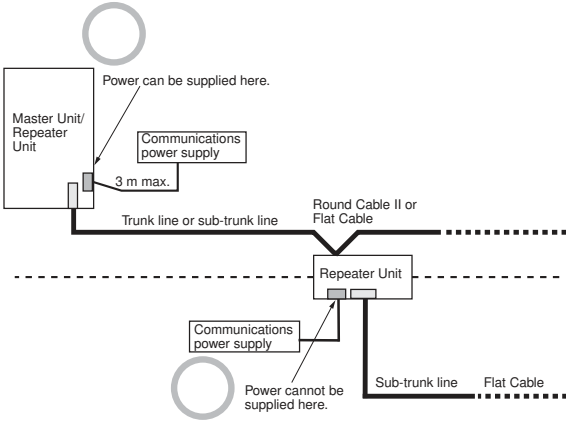 Power can be supplied here.
Master Unit/
Repeater
Unit
Communications
power supply
3 m max.
Trunk line or sub-trunk line
Round Cable II or
Flat Cable
Repeater Unit
Communications
power supply
Power cannot be
supplied here.
Sub-trunk line
Flat Cable